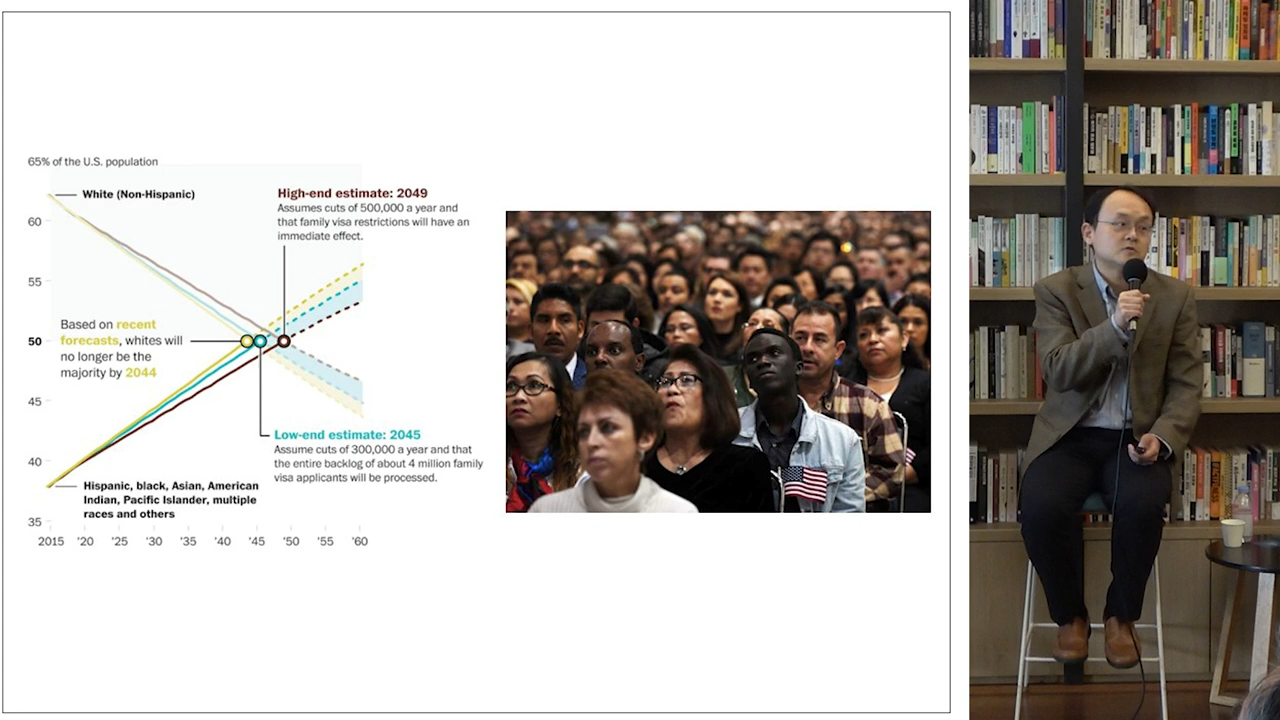 65% of the U.S. population
White (Non-Hispanic)
High-end estimate: 2049
Assumes cuts of 500,000 a year and
that family visa restrictions will have an
immediate effect.
60
55
Based on recent
forecasts, whites will
no longer be the
majority by 2044
50
45
Low-end estimate: 2045
Assume cuts of 300,000 a year and that
the entire backlog of about 4 million family
visa applicants will be processed.
40
Hispanic, black, Asian, American
Indian, Pacific Islander, multiple
races and others
35
2015 '20 '25 '30 '35 '40 '45 '50 '55 '60